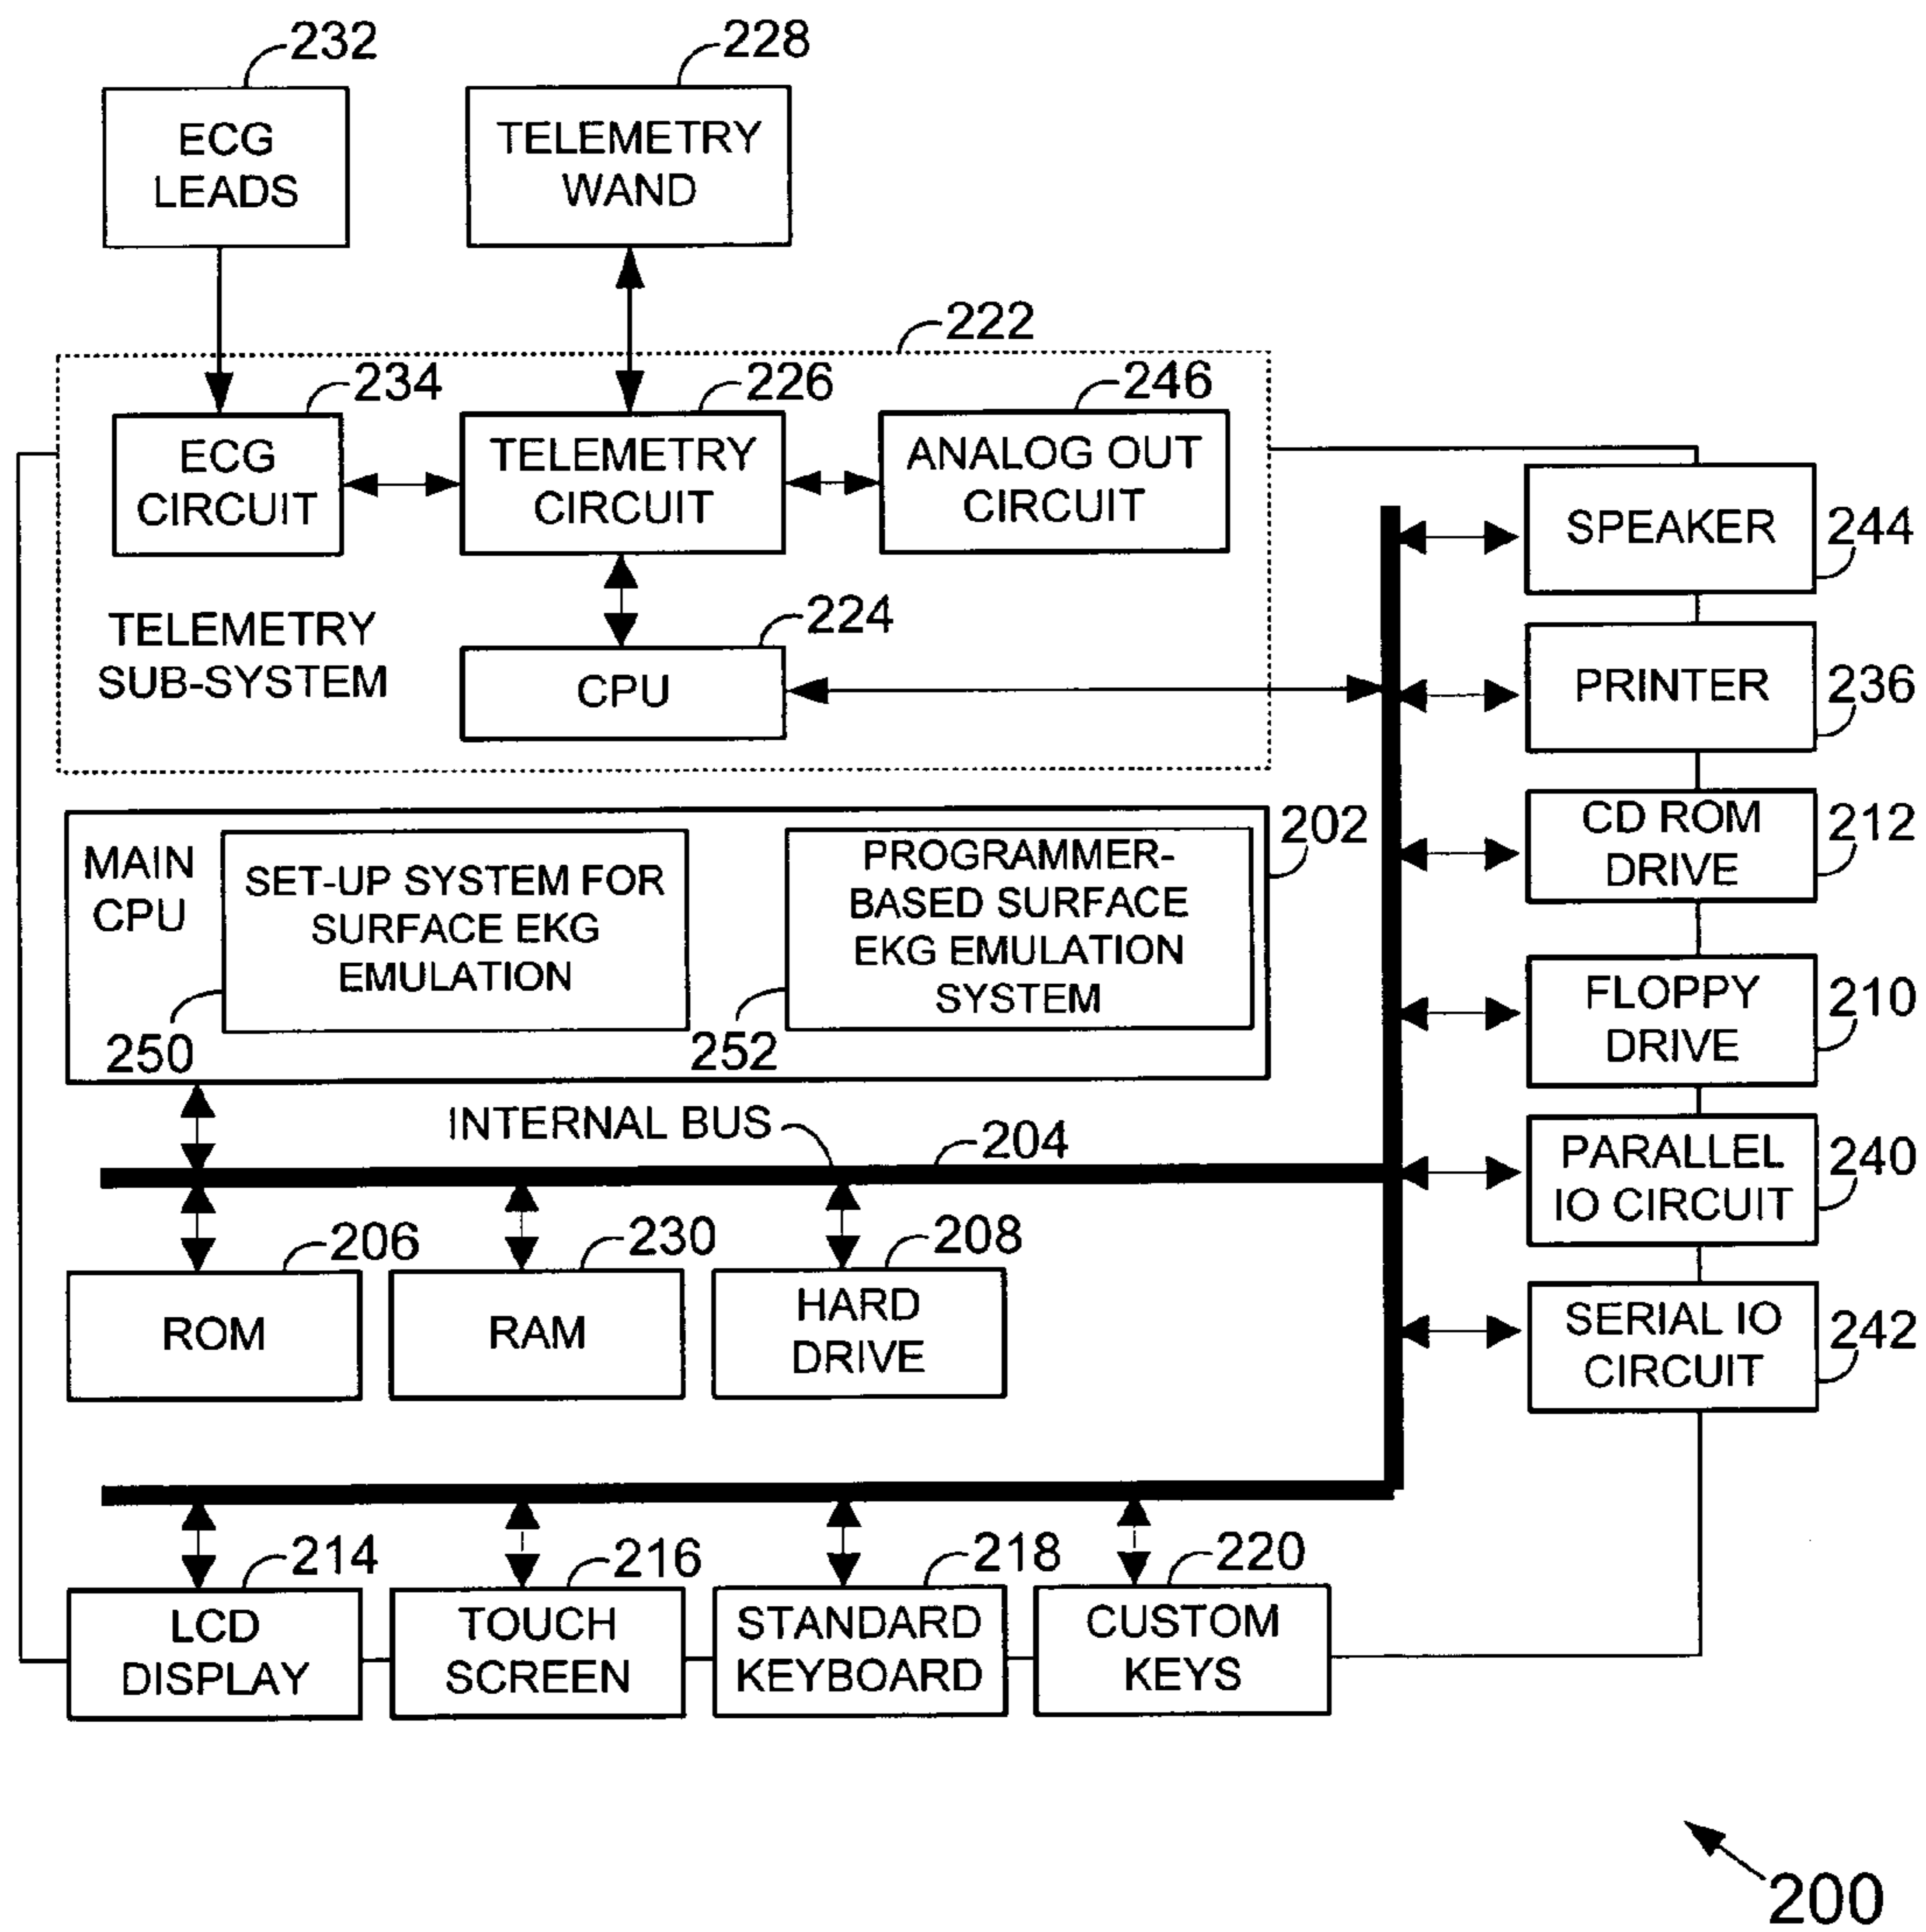 232
228
ECG
LEADS
TELEMETRY
WAND
222
234
226
246
ECG
CIRCUIT
TELEMETRY
CIRCUIT
ANALOG OUT
CIRCUIT
SPEAKER
244
TELEMETRY
SUB-SYSTEM
224
CPU
PRINTER
236
MAIN
CPU
SET-UP SYSTEM FOR
SURFACE EKG
EMULATION
250
PROGRAMMER-
BASED SURFACE
EKG EMULATION
SYSTEM
252
202
CD ROM
DRIVE
212
FLOPPY
DRIVE
210
INTERNAL BUS
204
PARALLEL
IO CIRCUIT
240
206
230
208
ROM
RAM
HARD
DRIVE
SERIAL IO
CIRCUIT
242
214
216
218
220
LCD
DISPLAY
TOUCH
SCREEN
STANDARD
KEYBOARD
CUSTOM
KEYS
200